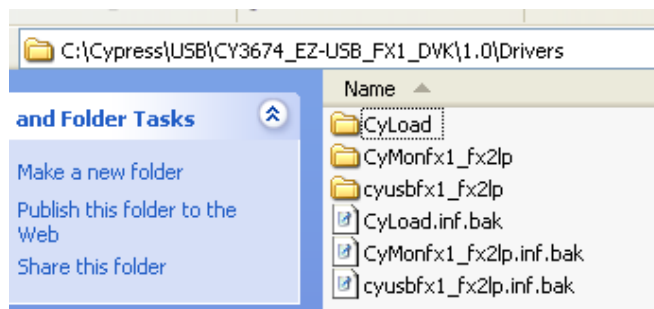 C:\Cypress\USB\CY3674_EZ-USB_FX1_DVK\1.0\Drivers
Name
and Folder Tasks
Make a new folder
Publish this folder to the
Web
Share this folder
CyLoad
CyMonfx1_fx2lp
cyusbfx1_fx2lp
CyLoad.inf.bak
CyMonfx1_fx2lp.inf.bak
cyusbfx1_fx2lp.inf.bak